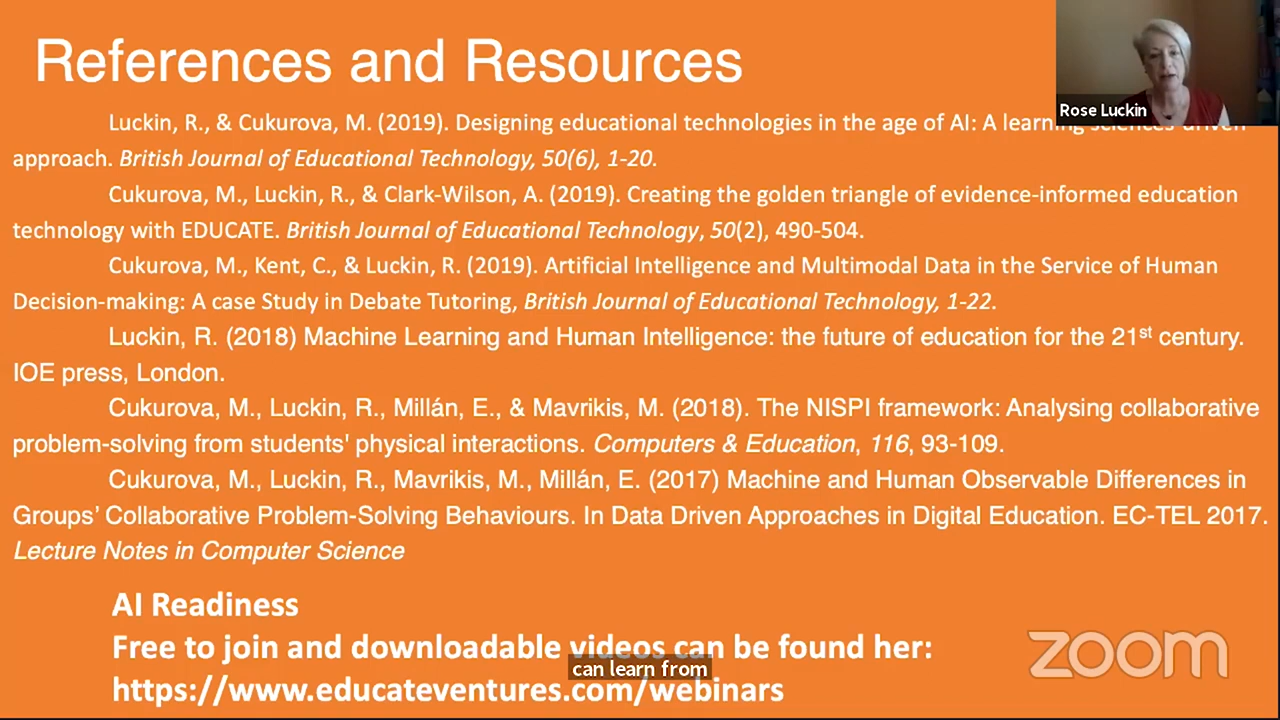 References and Resources
Rose Luckin
Luckin, R., & Cukurova, M. (2019). Designing educational technologies in the age of AI: A learning sciences-driven
approach. British Journal of Educational Technology, 50(6), 1-20.
Cukurova, M., Luckin, R., & Clark-Wilson, A. (2019). Creating the golden triangle of evidence-informed education
technology with EDUCATE. British Journal of Educational Technology, 50(2), 490-504.
Cukurova, M., Kent, C., & Luckin, R. (2019). Artificial Intelligence and Multimodal Data in the Service of Human
Decision-making: A case Study in Debate Tutoring, British Journal of Educational Technology, 1-22.
Luckin, R. (2018) Machine Learning and Human Intelligence: the future of education for the 21st century.
IOE press, London.
Cukurova, M., Luckin, R., Millán, E., & Mavrikis, M. (2018). The NISPI framework: Analysing collaborative
problem-solving from students' physical interactions. Computers & Education, 116, 93-109.
Cukurova, M., Luckin, R., Mavrikis, M., Millán, E. (2017) Machine and Human Observable Differences in
Groups’ Collaborative Problem-Solving Behaviours. In Data Driven Approaches in Digital Education. EC-TEL 2017.
Lecture Notes in Computer Science
AI Readiness
Free to join and downloadable videos can be found her:
can learn from
https://www.educateventures.com/webinars
zoom